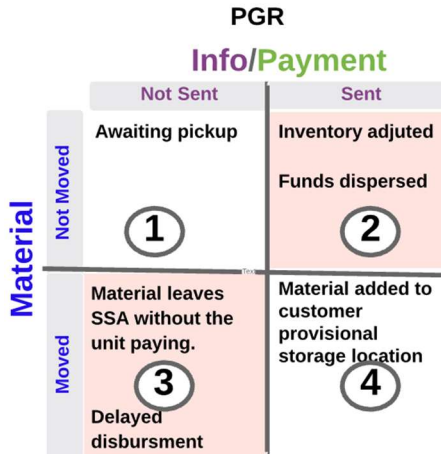 PGR
Info/Payment
Not Sent
Sent
Material
Not Moved
Awaiting pickup
1
Inventory adjuted
Funds dispersed
2
Text
Moved
Material leaves
SSA without the
unit paying.
3
Delayed
disbursment
Material added to
customer
provisional
storage location
4